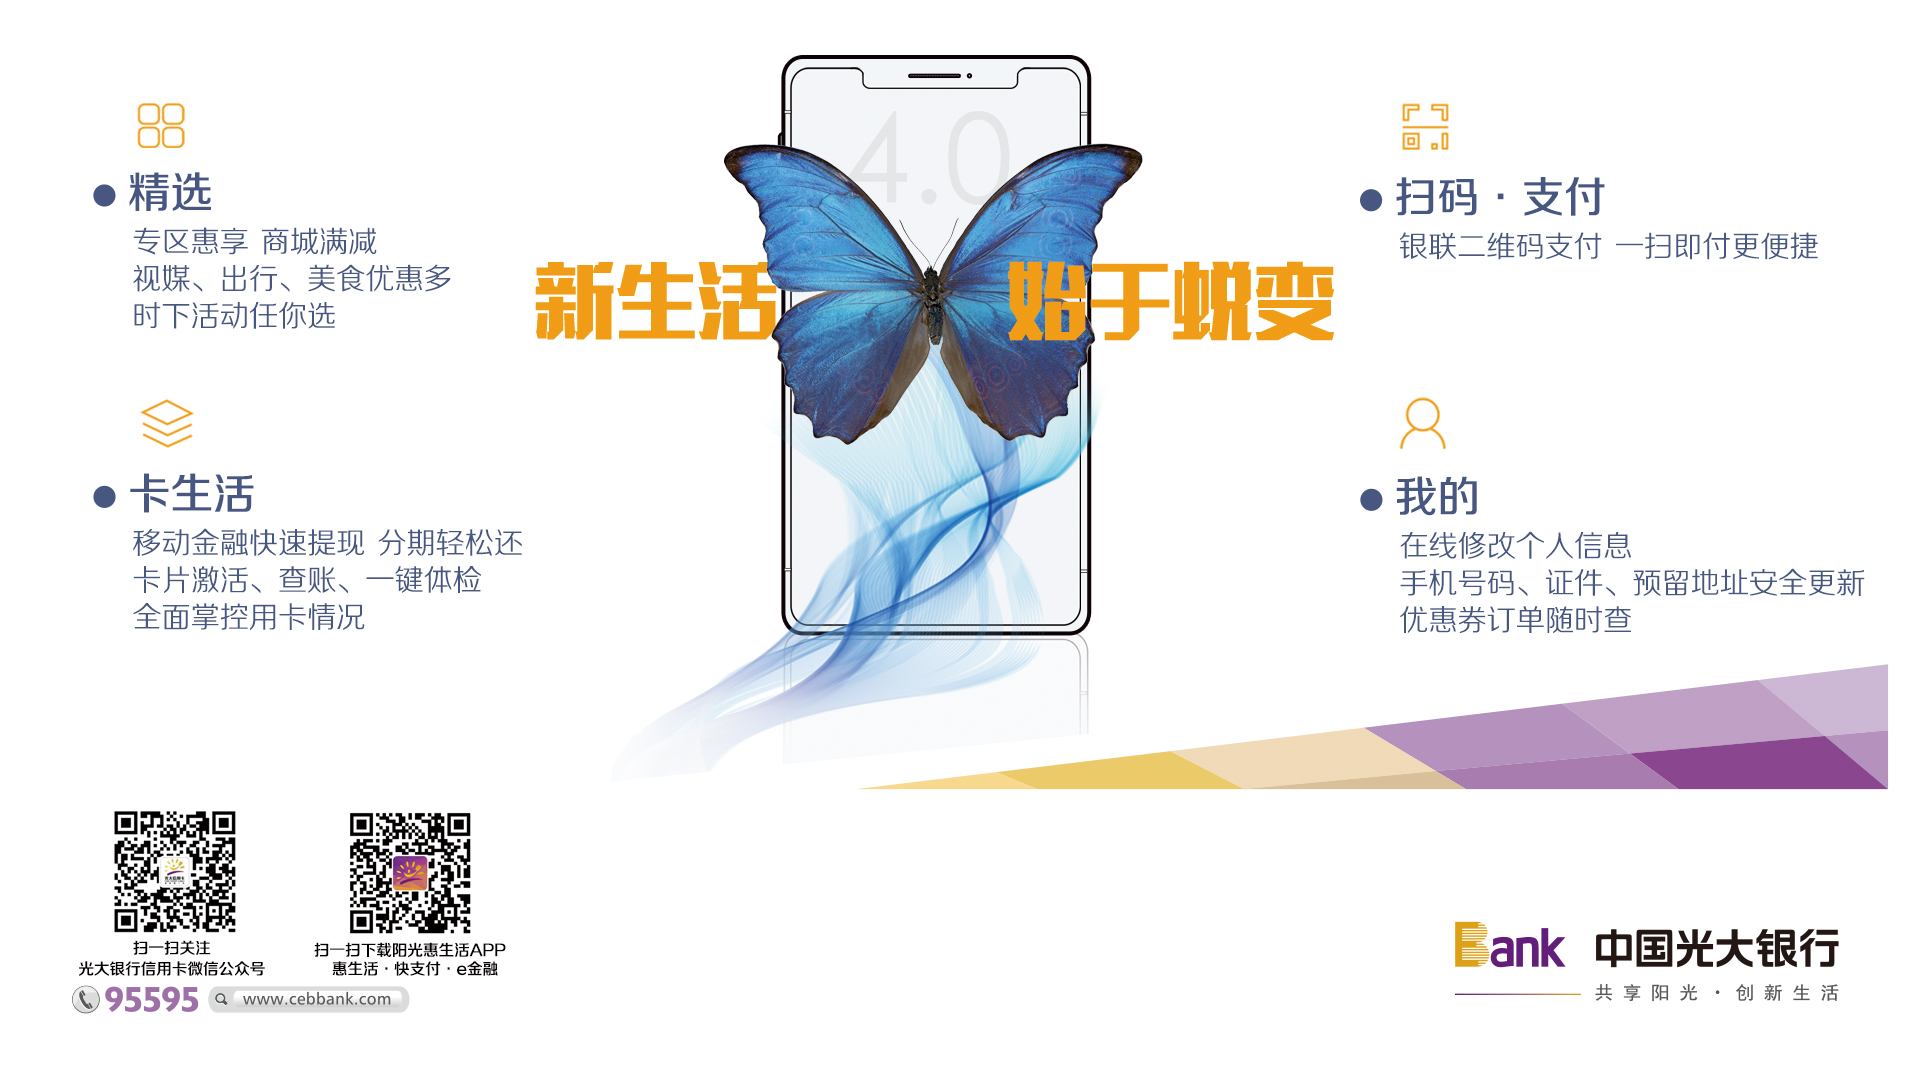 4.0
新生活 始于蜕变
精选
专区惠享 商城满减
视媒、出行、美食优惠多
时下活动任你选
卡生活
移动金融快速提现 分期轻松还
卡片激活、查账、一键体检
全面掌控用卡情况
扫码·支付
银联二维码支付 一扫即付更便捷
我的
在线修改个人信息
手机号码、证件、预留地址安全更新
优惠券订单随时查
扫一扫关注
光大银行信用卡微信公众号
扫一扫下载阳光惠生活APP
惠生活·快支付·e金融
95595 www.cebbank.com
Bank 中国光大银行
共享阳光·创新生活